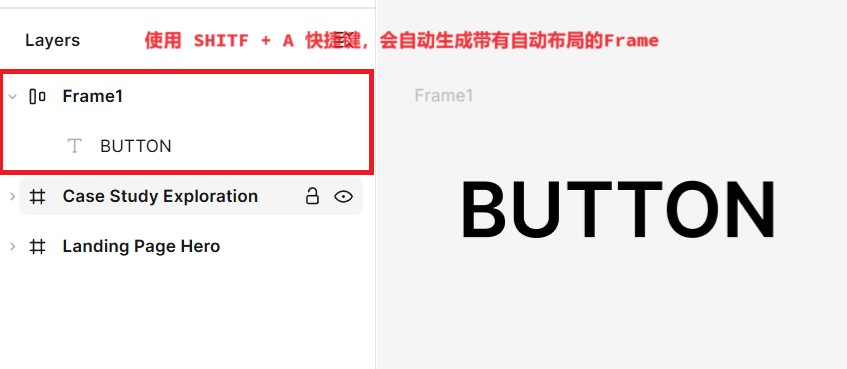 Layers
使用 SHITF + A 快捷键, 会自动生成带有自动布局的Frame
Frame1
Frame1
BUTTON
BUTTON
Case Study Exploration
Landing Page Hero